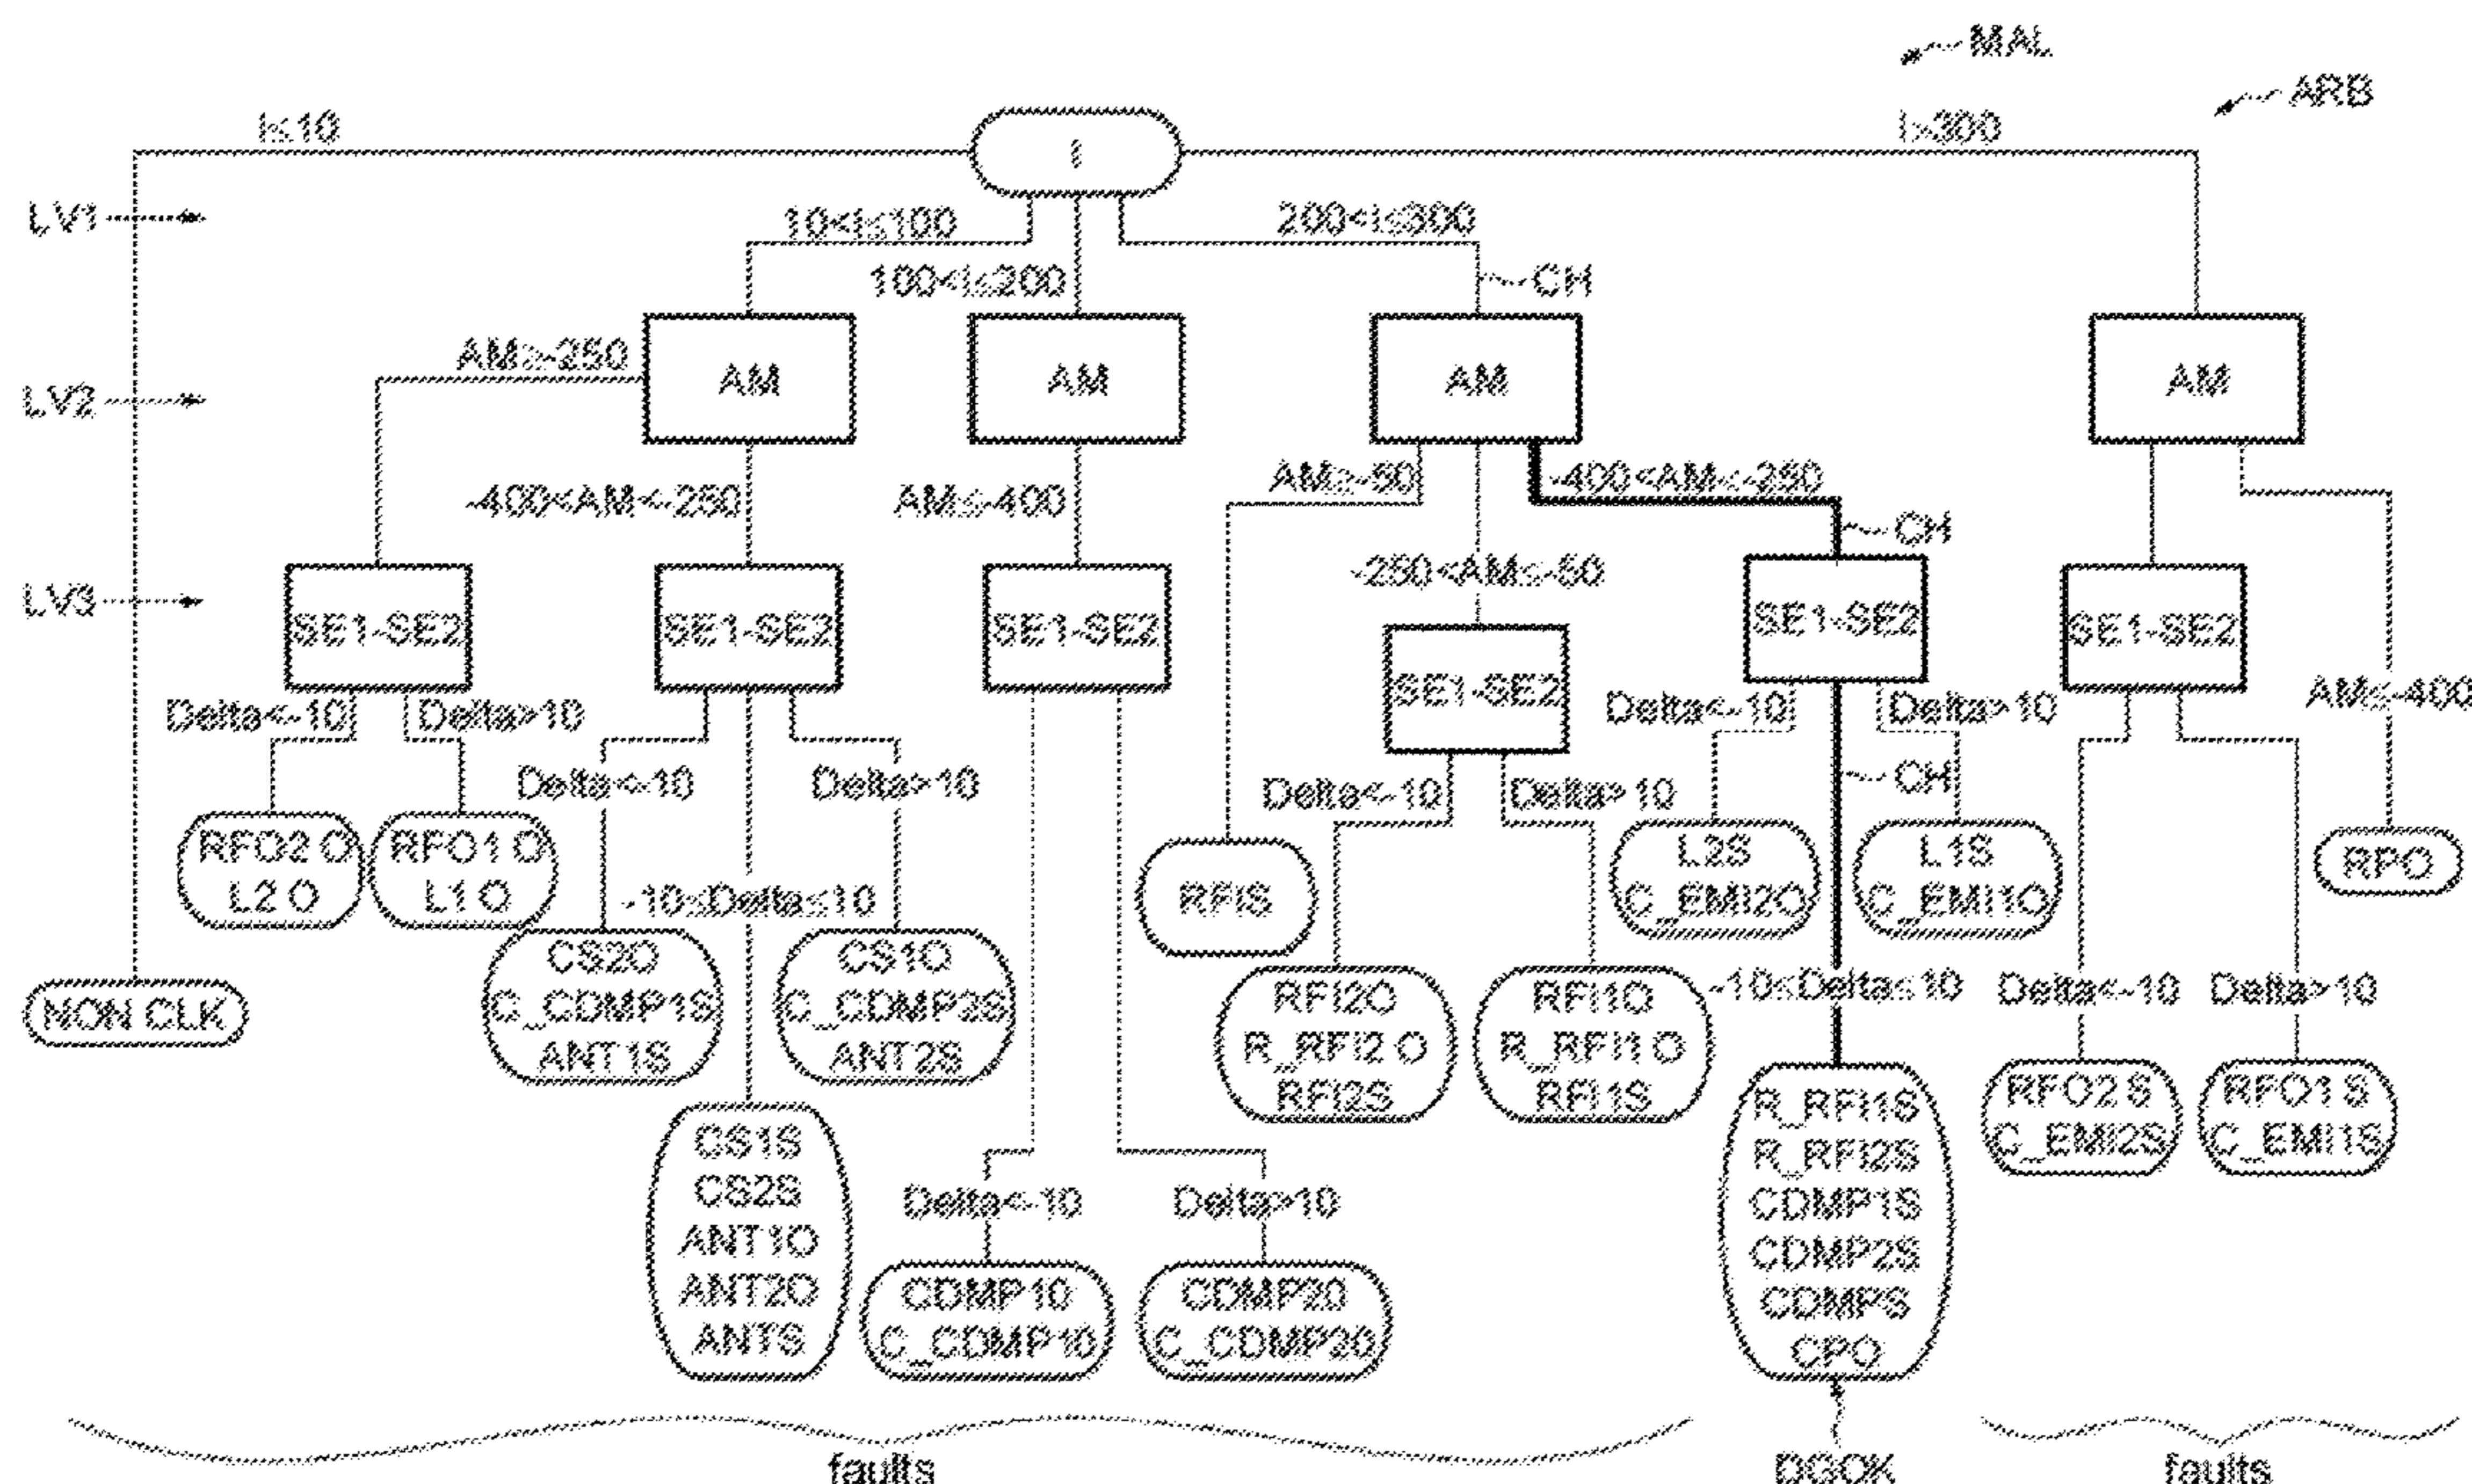 MAL
ARB
I≤10
I
I>300
LV1
10<I≤100
200<I≤300
100<I≤200
CH
AM≥-250
AM
AM
AM
AM
LV2
-400<AM<-250
AM≤-400
AM≥-50
-400<AM≤-250
CH
-250<AM≤-50
LV3
SE1-SE2
SE1-SE2
SE1-SE2
SE1-SE2
SE1-SE2
SE1-SE2
AM≤-400
Delta<-10
Delta>10
Delta<-10
Delta>10
Delta<-10
Delta>10
CH
Delta<-10
Delta>10
RFO2 O
L2 O
RFO1 O
L1 O
-10≤Delta≤10
RFIS
L2S
C_EMI2O
L1S
C_EMI1O
RPO
NON CLK
CS2O
C_CDMP1S
ANT1S
CS1O
C_CDMP2S
ANT2S
RFI2O
R_RFI2 O
RFI2S
RFI1O
R_RFI1 O
RFI1S
-10≤Delta≤10
Delta<-10
Delta>10
CS1S
CS2S
ANT1O
ANT2O
ANTS
Delta<-10
Delta>10
R_RFI1S
R_RFI2S
CDMP1S
CDMP2S
CDMPS
CPO
RFO2 S
C_EMI2S
RFO1 S
C_EMI1S
CDMP10
C_CDMP10
CDMP20
C_CDMP20
faults
DGOK
faults